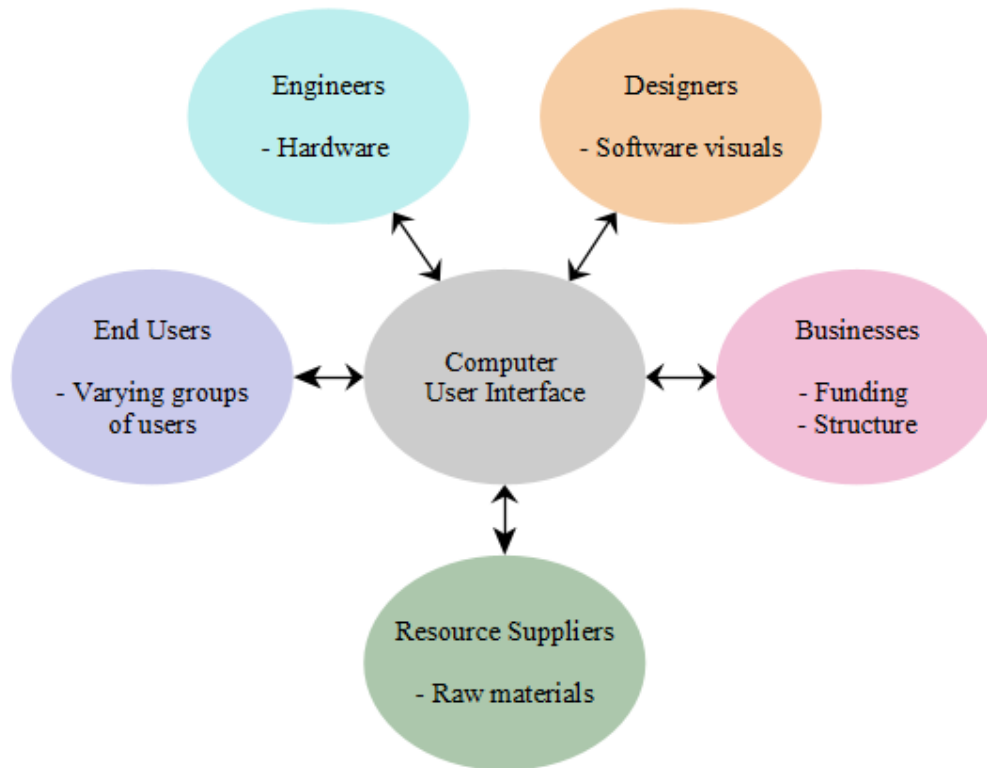 Engineers
- Hardware
Designers
- Software visuals
End Users
- Varying groups
of users
Computer
User Interface
Businesses
- Funding
- Structure
Resource Suppliers
- Raw materials